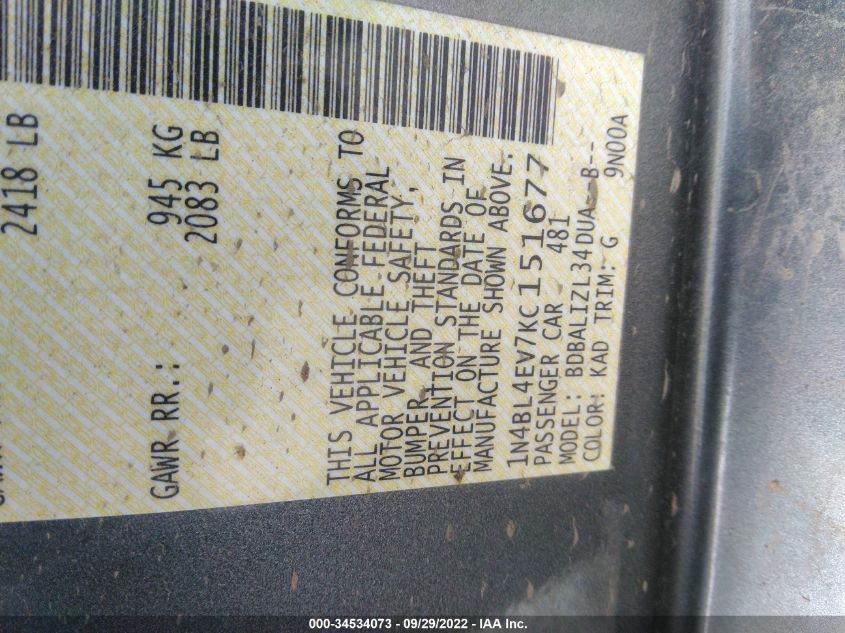 2418 LB
GAWR RR.: 945 KG
2083 LB
THIS VEHICLE CONFORMS TO
ALL APPLICABLE FEDERAL
MOTOR VEHICLE SAFETY,
BUMPER AND THEFT
PREVENTION STANDARDS IN
EFFECT ON THE DATE OF
MANUFACTURE SHOWN ABOVE.
1N4BL4EV7KC151677
PASSENGER CAR 481
MODEL: BDBALIZL34DUA--B--
COLOR: KAD TRIM: G 9N00A
000-34534073 - 09/29/2022 - IAA Inc.